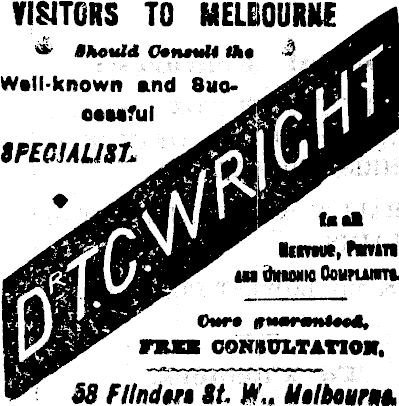 VISITORS TO MELBOURNE
Should Consult the
Well-known and Suc-
cessful
SPECIALIST.
DR. T. C. WRIGHT.
In all
NERVOUS, PRIVATE
AND CHRONIC COMPLAINTS.
Cure guaranteed,
FREE CONSULTATION,
58 Flinders St. W., Melbourne.